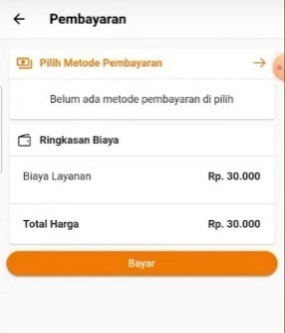 Pembayaran
Pilih Metode Pembayaran
Belum ada metode pembayaran di pilih
Ringkasan Biaya
Biaya Layanan Rp. 30.000
Total Harga Rp. 30.000
Bayar